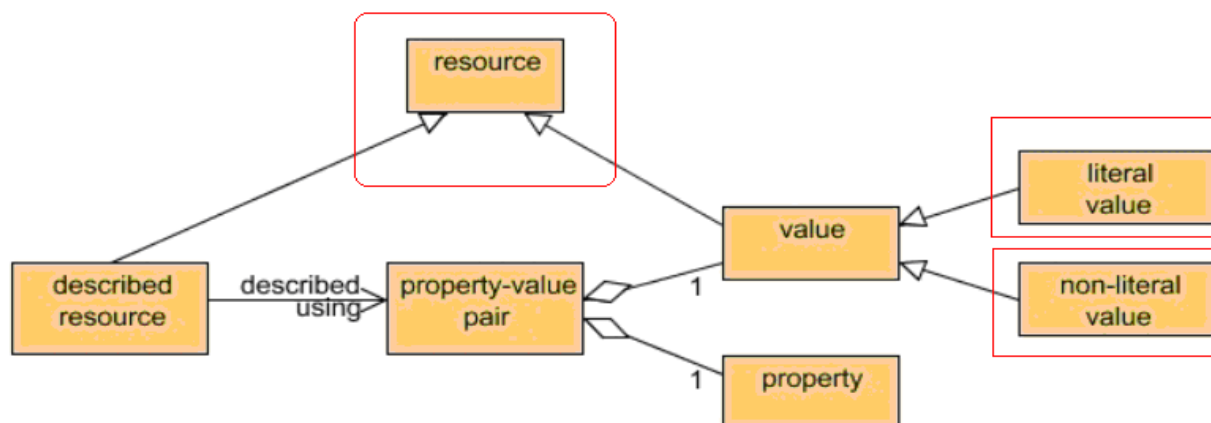 resource
literal
value
value
described
resource
described
using
property-value
pair
1
non-literal
value
1
property